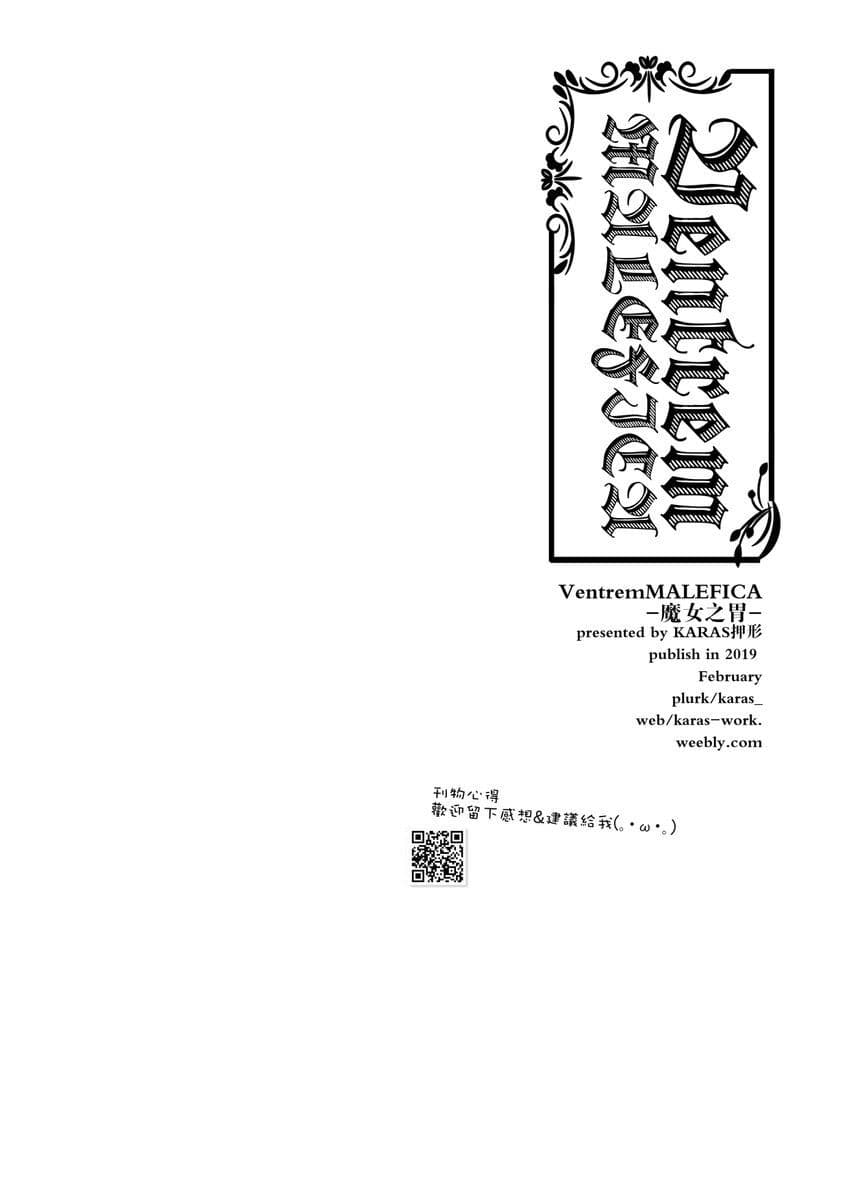 Ventrem
MALEFICA
VentremMALEFICA
-魔女之胃-
presented by KARAS押形
publish in 2019
February
plurk/karas_
web/karas-work.
weebly.com
刊物心得
歡迎留下感想&建議給我(｡・ω・｡)